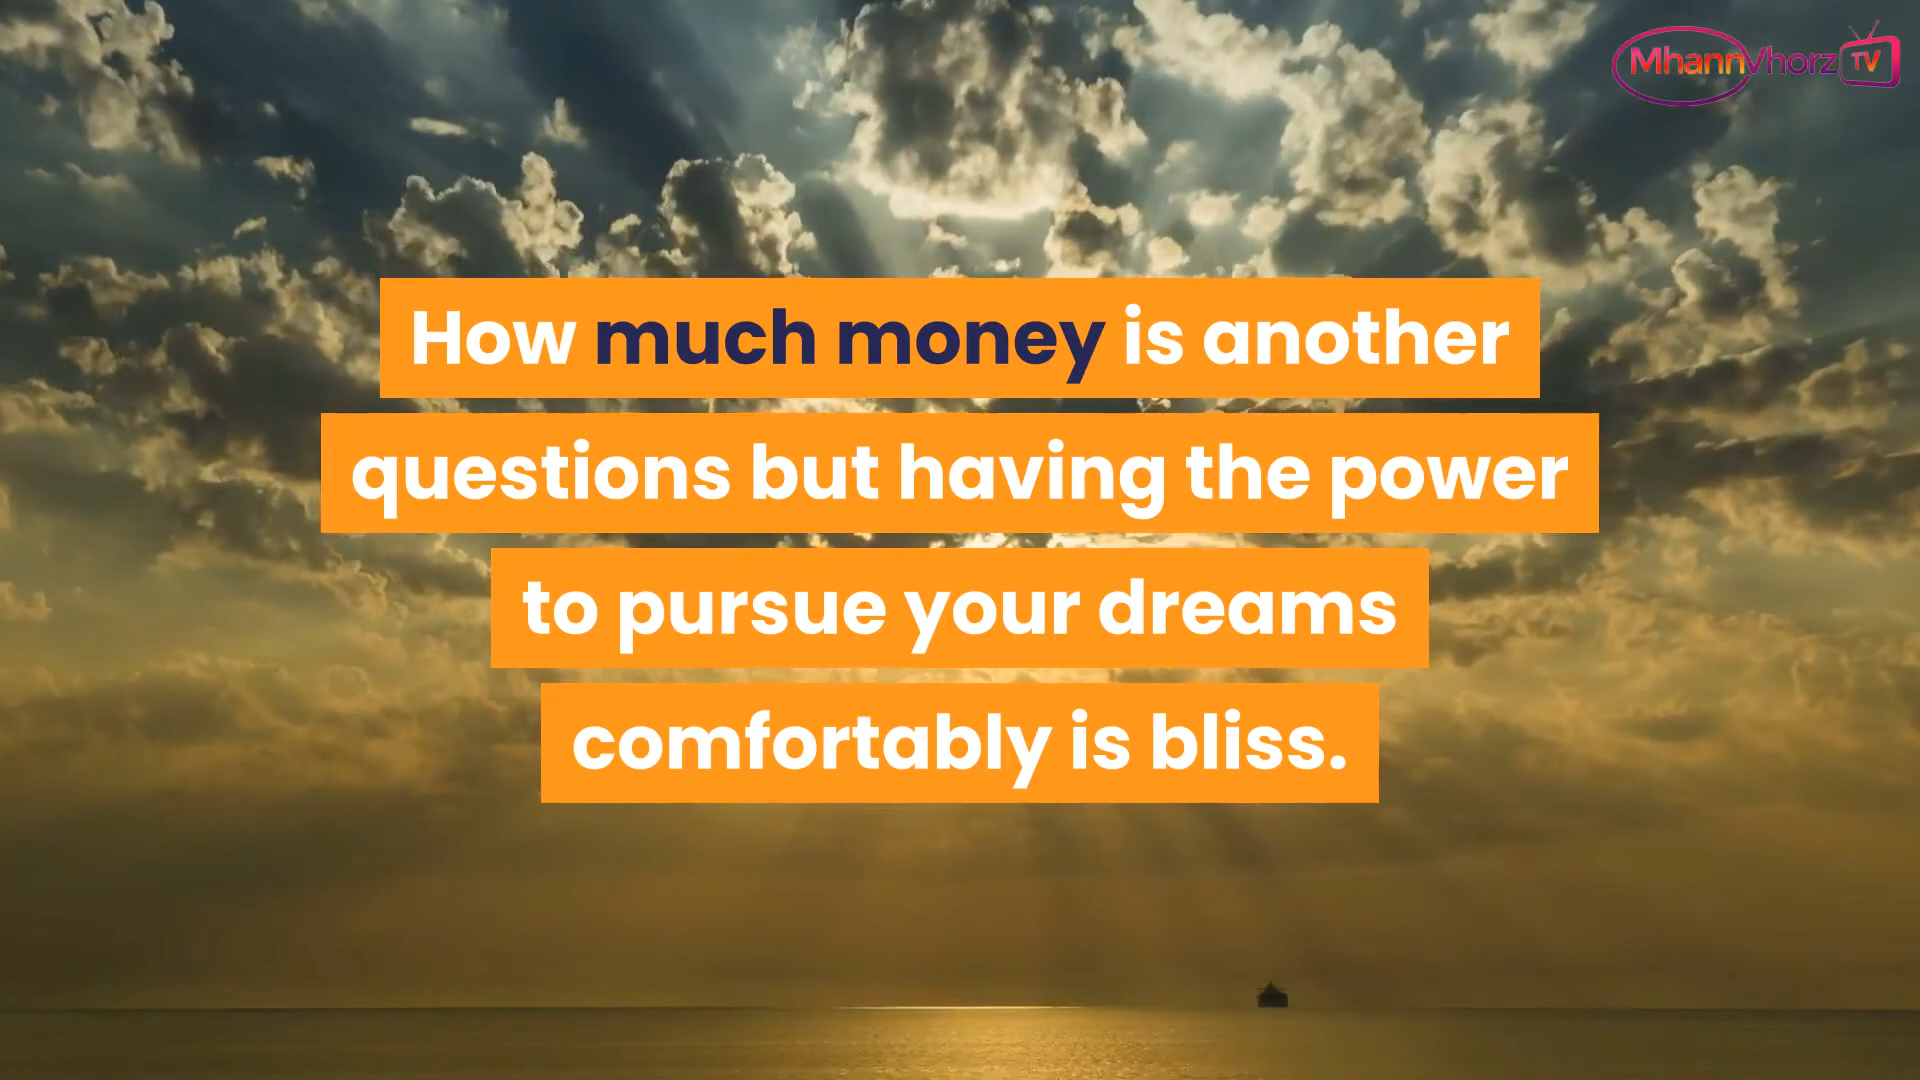 MhannVhorz TV
How much money is another
questions but having the power
to pursue your dreams
comfortably is bliss.